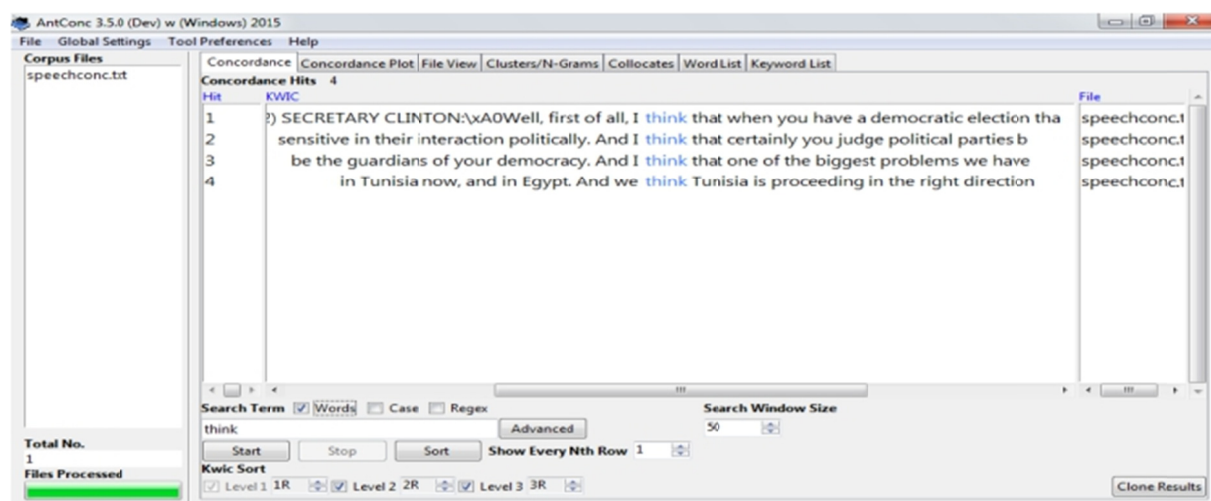 AntConc 3.5.0 (Dev) w (Windows) 2015
File Global Settings Tool Preferences Help
Corpus Files
speechconc.txt
Concordance Concordance Plot File View Clusters/N-Grams Collocates Word List Keyword List
Concordance Hits 4
Hit KWIC File
1 ?) SECRETARY CLINTON:\xA0Well, first of all, I think that when you have a democratic election tha speechconc.t
2 sensitive in their interaction politically. And I think that certainly you judge political parties b speechconc.t
3 be the guardians of your democracy. And I think that one of the biggest problems we have speechconc.t
4 in Tunisia now, and in Egypt. And we think Tunisia is proceeding in the right direction speechconc.t
Search Term Words Case Regex Search Window Size
think Advanced 50
Total No.
1
Files Processed
Start Stop Sort Show Every Nth Row 1
Kwic Sort
Level 1 1R Level 2 2R Level 3 3R Clone Results